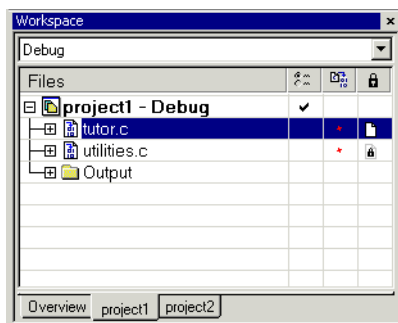 Workspace
Debug
Files
project1 - Debug
tutor.c
utilities.c
Output
Overview project1 project2